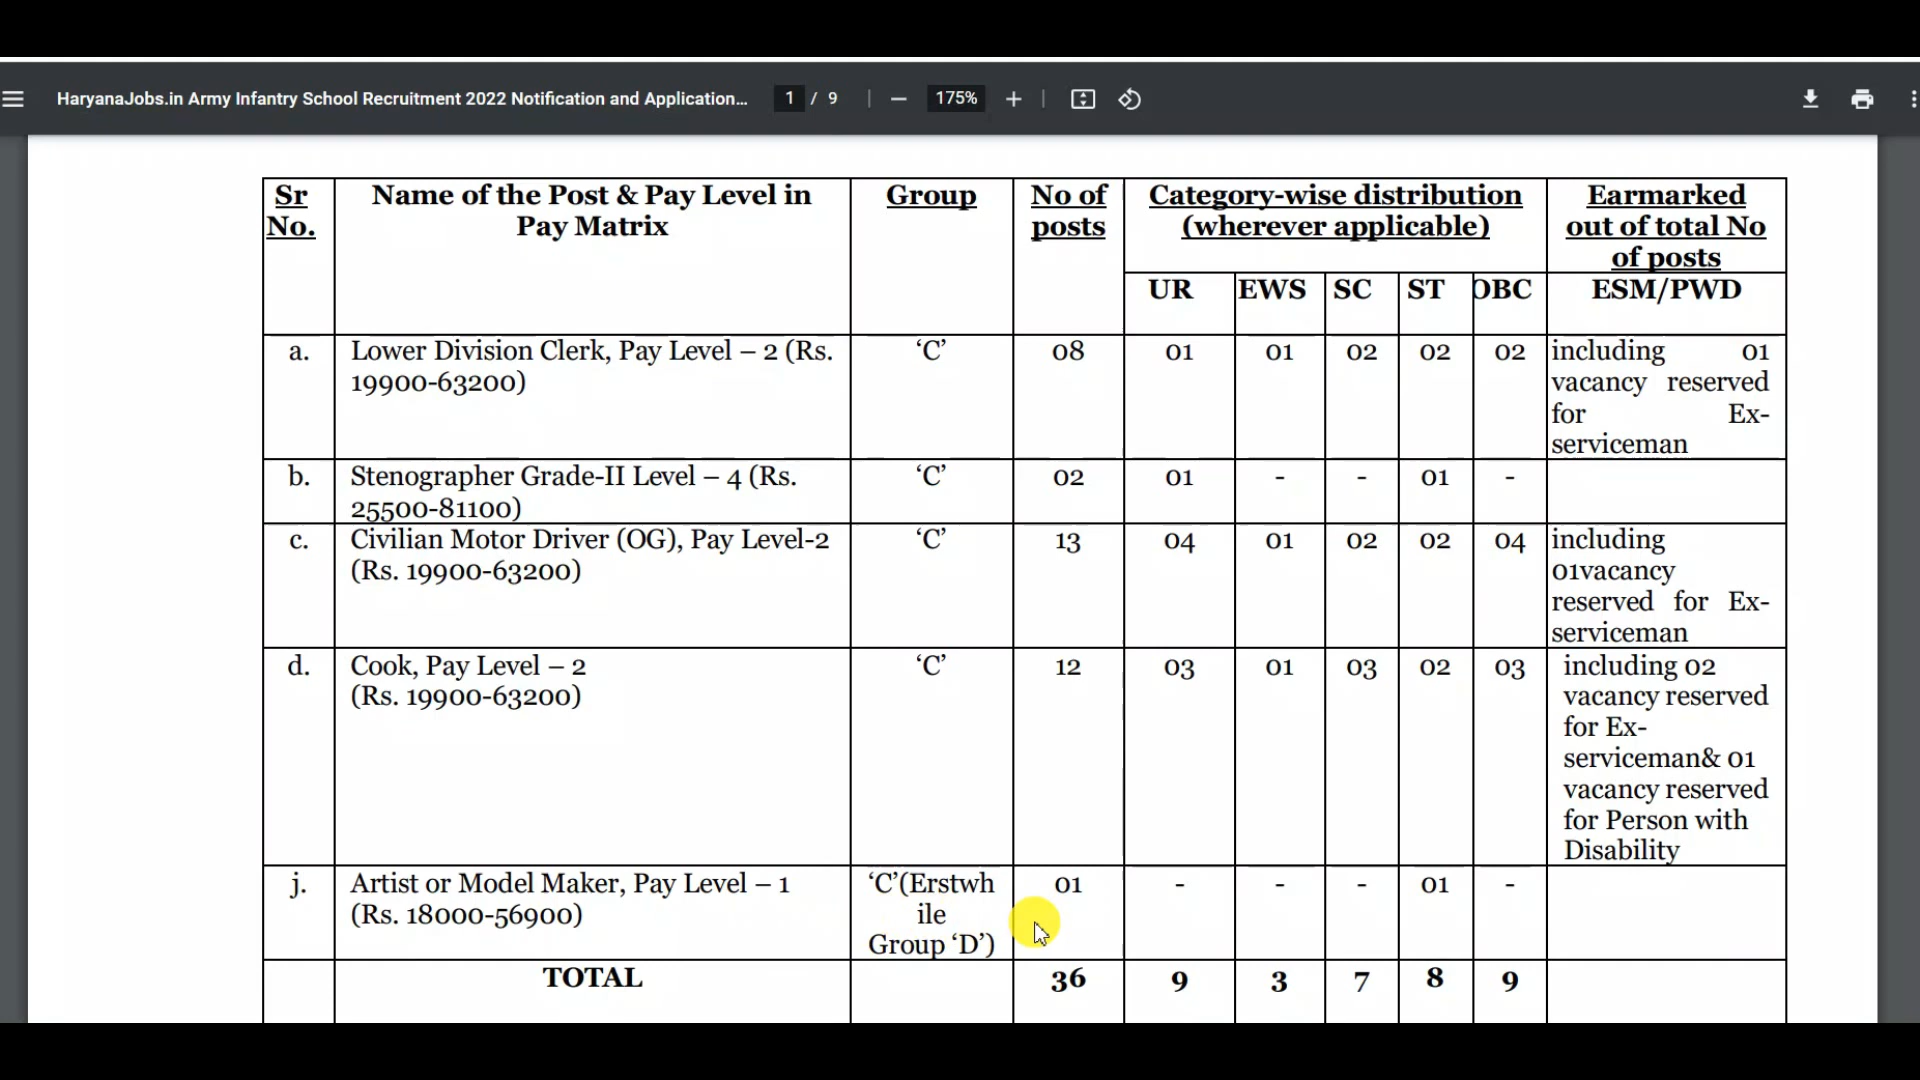 HaryanaJobs.in Army Infantry School Recruitment 2022 Notification and Application... 1 / 9 175%
Sr No. Name of the Post & Pay Level in Pay Matrix Group No of posts Category-wise distribution (wherever applicable) Earmarked out of total No of posts
UR EWS SC ST OBC ESM/PWD
a. Lower Division Clerk, Pay Level – 2 (Rs. 19900-63200) ‘C’ 08 01 01 02 02 02 including 01 vacancy reserved for Ex-serviceman
b. Stenographer Grade-II Level – 4 (Rs. 25500-81100) ‘C’ 02 01 - - 01 -
c. Civilian Motor Driver (OG), Pay Level-2 (Rs. 19900-63200) ‘C’ 13 04 01 02 02 04 including 01vacancy reserved for Ex-serviceman
d. Cook, Pay Level – 2 (Rs. 19900-63200) ‘C’ 12 03 01 03 02 03 including 02 vacancy reserved for Ex-serviceman& 01 vacancy reserved for Person with Disability
j. Artist or Model Maker, Pay Level – 1 (Rs. 18000-56900) ‘C’(Erstwhile Group ‘D’) 01 - - - 01 -
TOTAL 36 9 3 7 8 9